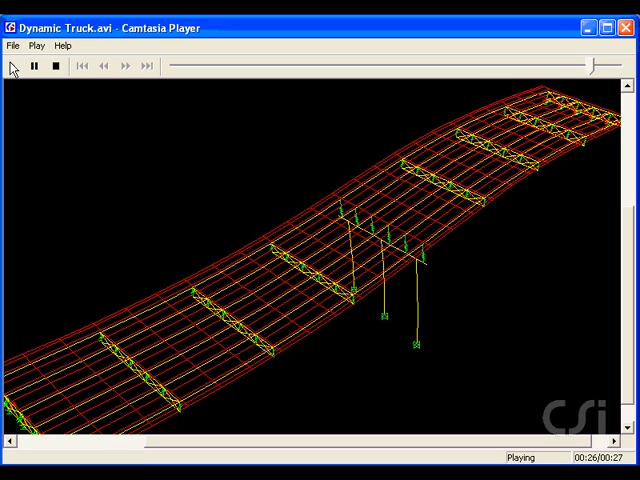 Dynamic Truck.avi - Camtasia Player
File Play Help
CSi
Playing 00:26/00:27